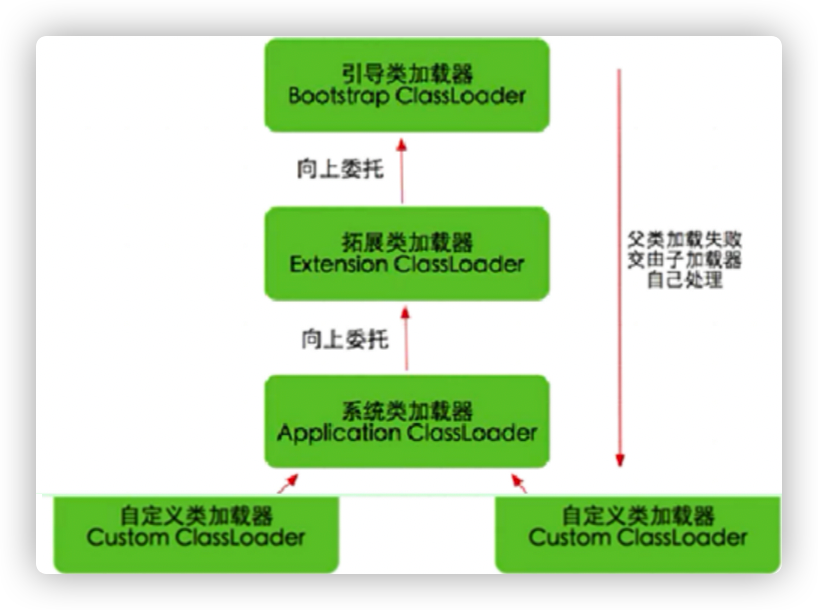 引导类加载器
Bootstrap ClassLoader
向上委托
拓展类加载器
Extension ClassLoader
父类加载失败
交由子加载器
自己处理
向上委托
系统类加载器
Application ClassLoader
自定义类加载器
Custom ClassLoader
自定义类加载器
Custom ClassLoader